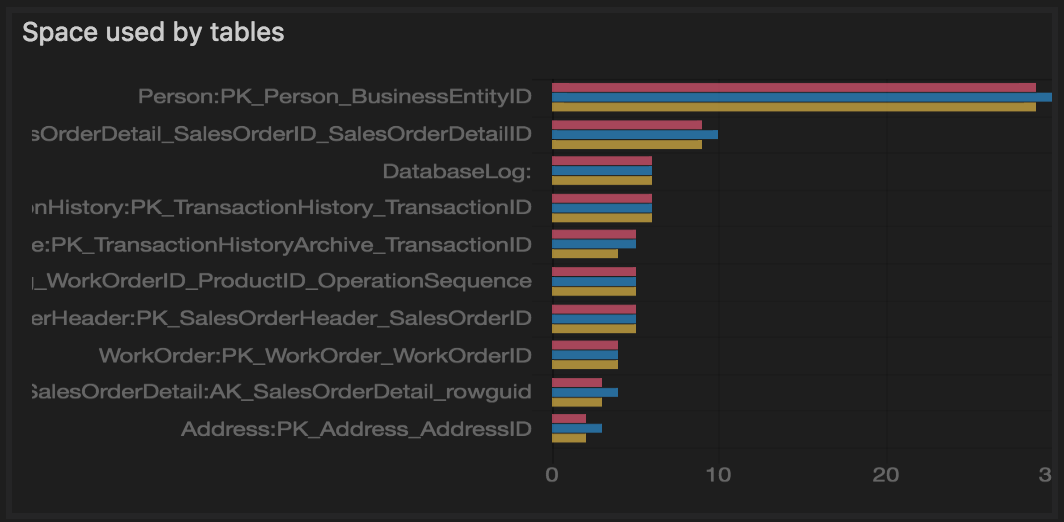 Space used by tables
Person:PK_Person_BusinessEntityID
sOrderDetail_SalesOrderID_SalesOrderDetailID
DatabaseLog:
onHistory:PK_TransactionHistory_TransactionID
e:PK_TransactionHistoryArchive_TransactionID
g_WorkOrderID_ProductID_OperationSequence
erHeader:PK_SalesOrderHeader_SalesOrderID
WorkOrder:PK_WorkOrder_WorkOrderID
SalesOrderDetail:AK_SalesOrderDetail_rowguid
Address:PK_Address_AddressID
0 10 20 3